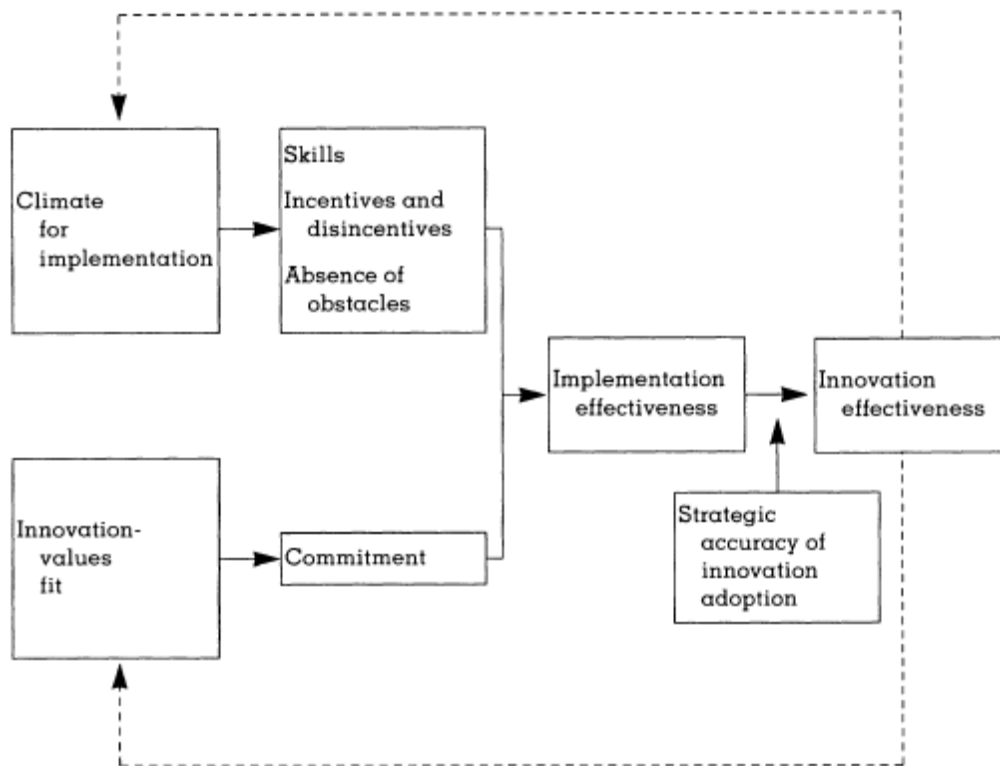 Climate
for
implementation
Skills
Incentives and
disincentives
Absence of
obstacles
Implementation
effectiveness
Innovation
effectiveness
Innovation-
values
fit
Commitment
Strategic
accuracy of
innovation
adoption